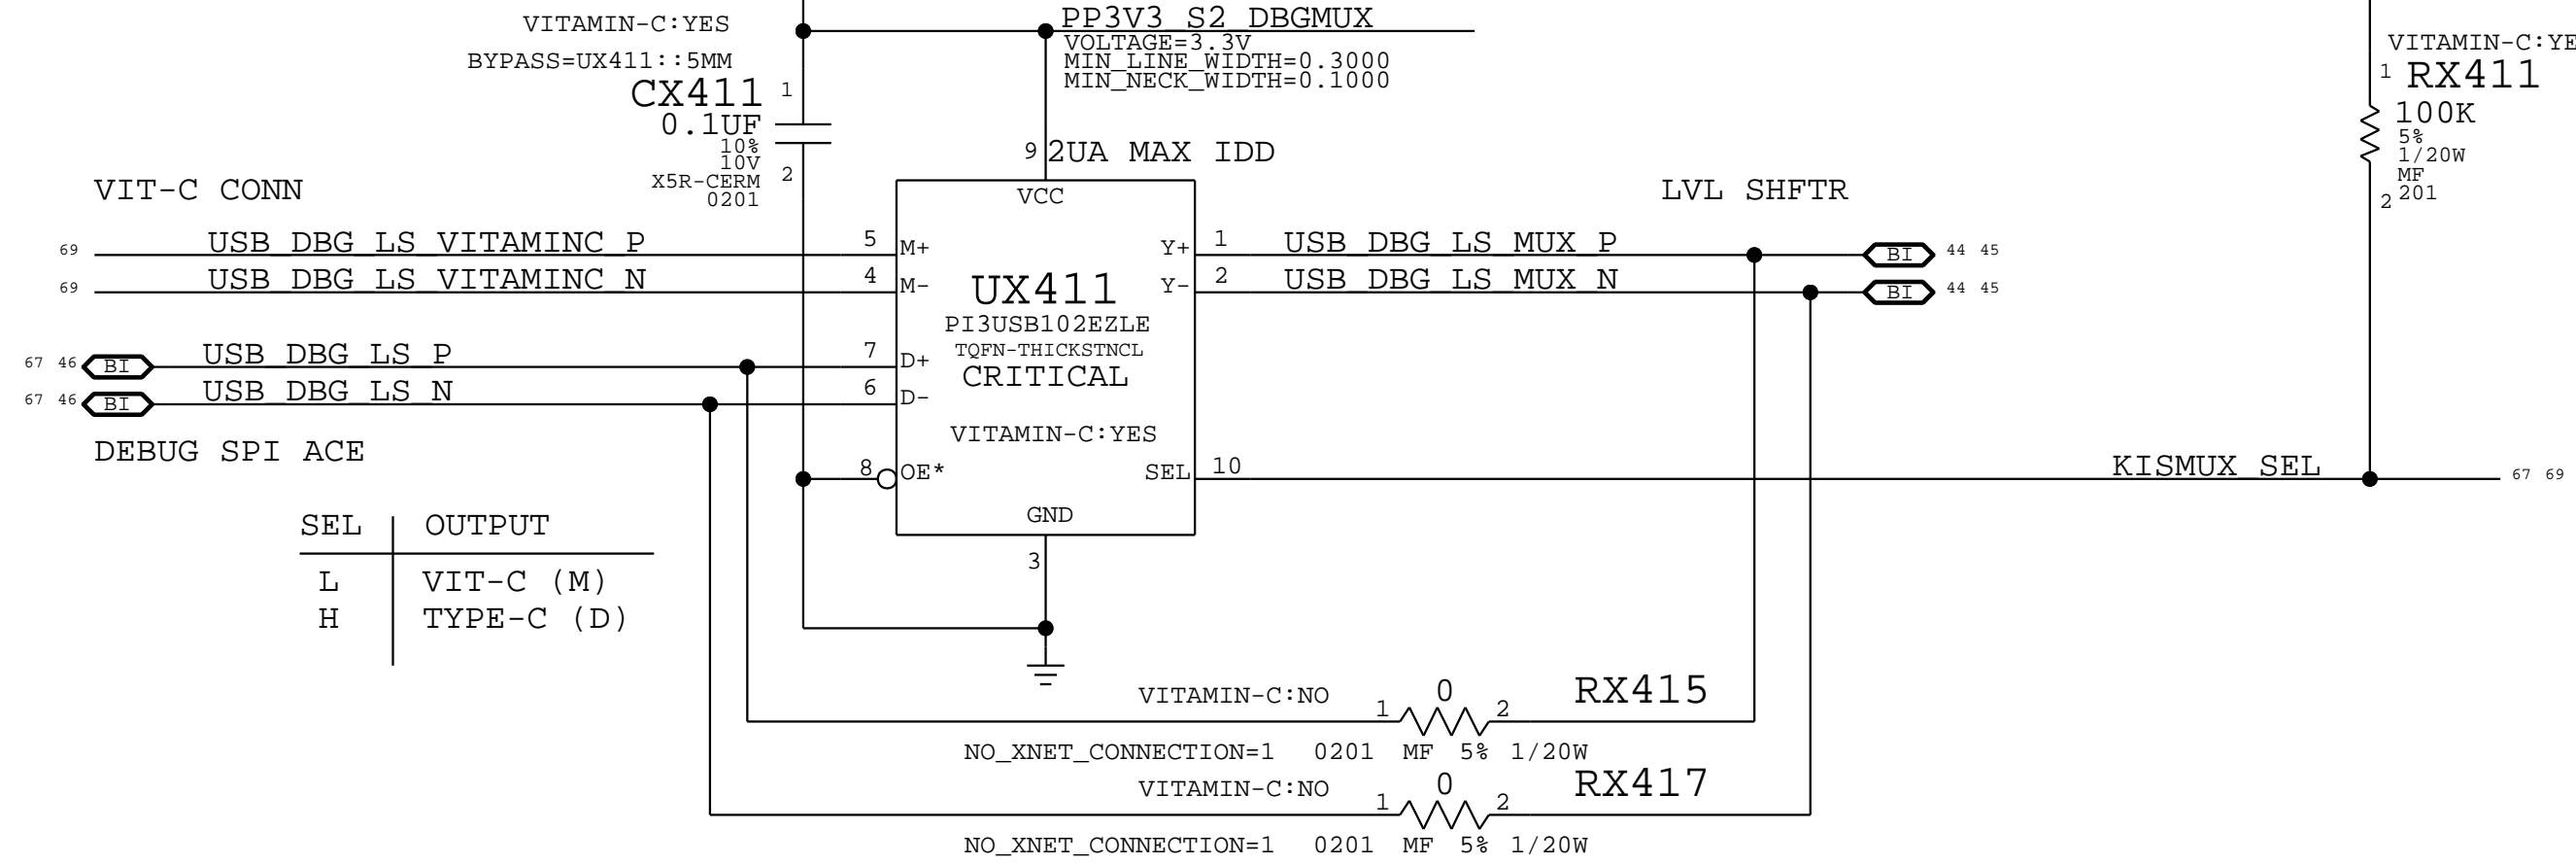 VITAMIN-C:YES
BYPASS=UX411::5MM
CX411
1
0.1UF
10%
10V
X5R-CERM
0201
2
PP3V3_S2_DBGMUX
VOLTAGE=3.3V
MIN_LINE_WIDTH=0.3000
MIN_NECK_WIDTH=0.1000
9 2UA MAX IDD
VITAMIN-C:YE
1 RX411
100K
5%
1/20W
MF
201
2
VIT-C CONN
LVL SHFTR
69 USB_DBG_LS_VITAMINC_P 5
69 USB_DBG_LS_VITAMINC_N 4
67 46 BI USB_DBG_LS_P 7
67 46 BI USB_DBG_LS_N 6
DEBUG SPI ACE
8
VCC
M+ Y+
M- Y-
UX411
PI3USB102EZLE
TQFN-THICKSTNCL
D+
CRITICAL
D-
VITAMIN-C:YES
OE* SEL
GND
3
1 USB_DBG_LS_MUX_P BI 44 45
2 USB_DBG_LS_MUX_N BI 44 45
10 KISMUX_SEL 67 69
SEL OUTPUT
L VIT-C (M)
H TYPE-C (D)
VITAMIN-C:NO 1 0 2 RX415
NO_XNET_CONNECTION=1 0201 MF 5% 1/20W
VITAMIN-C:NO 1 0 2 RX417
NO_XNET_CONNECTION=1 0201 MF 5% 1/20W